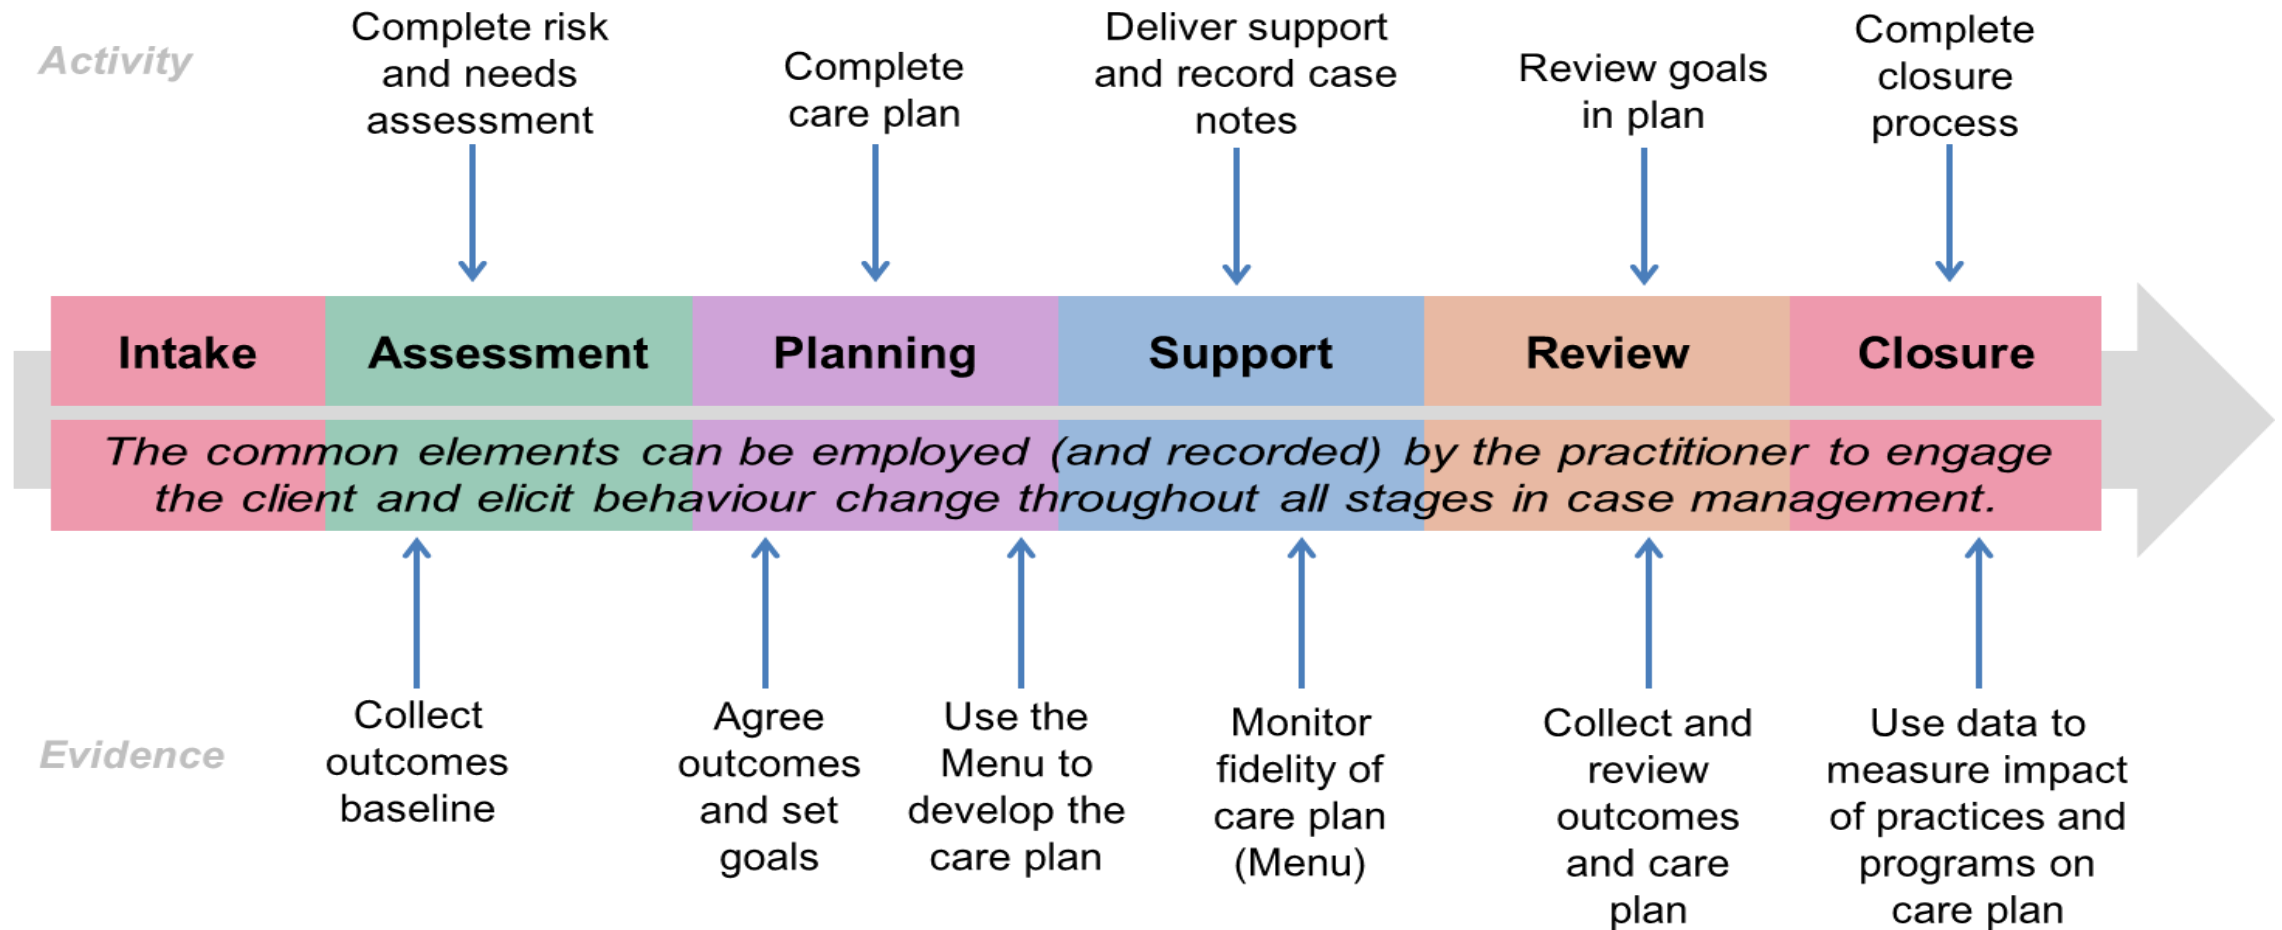 Activity
Complete risk
and needs
assessment
Complete
care plan
Deliver support
and record case
notes
Review goals
in plan
Complete
closure
process
Intake
Assessment
Planning
Support
Review
Closure
The common elements can be employed (and recorded) by the practitioner to engage
the client and elicit behaviour change throughout all stages in case management.
Evidence
Collect
outcomes
baseline
Agree
outcomes
and set
goals
Use the
Menu to
develop the
care plan
Monitor
fidelity of
care plan
(Menu)
Collect and
review
outcomes
and care
plan
Use data to
measure impact
of practices and
programs on
care plan